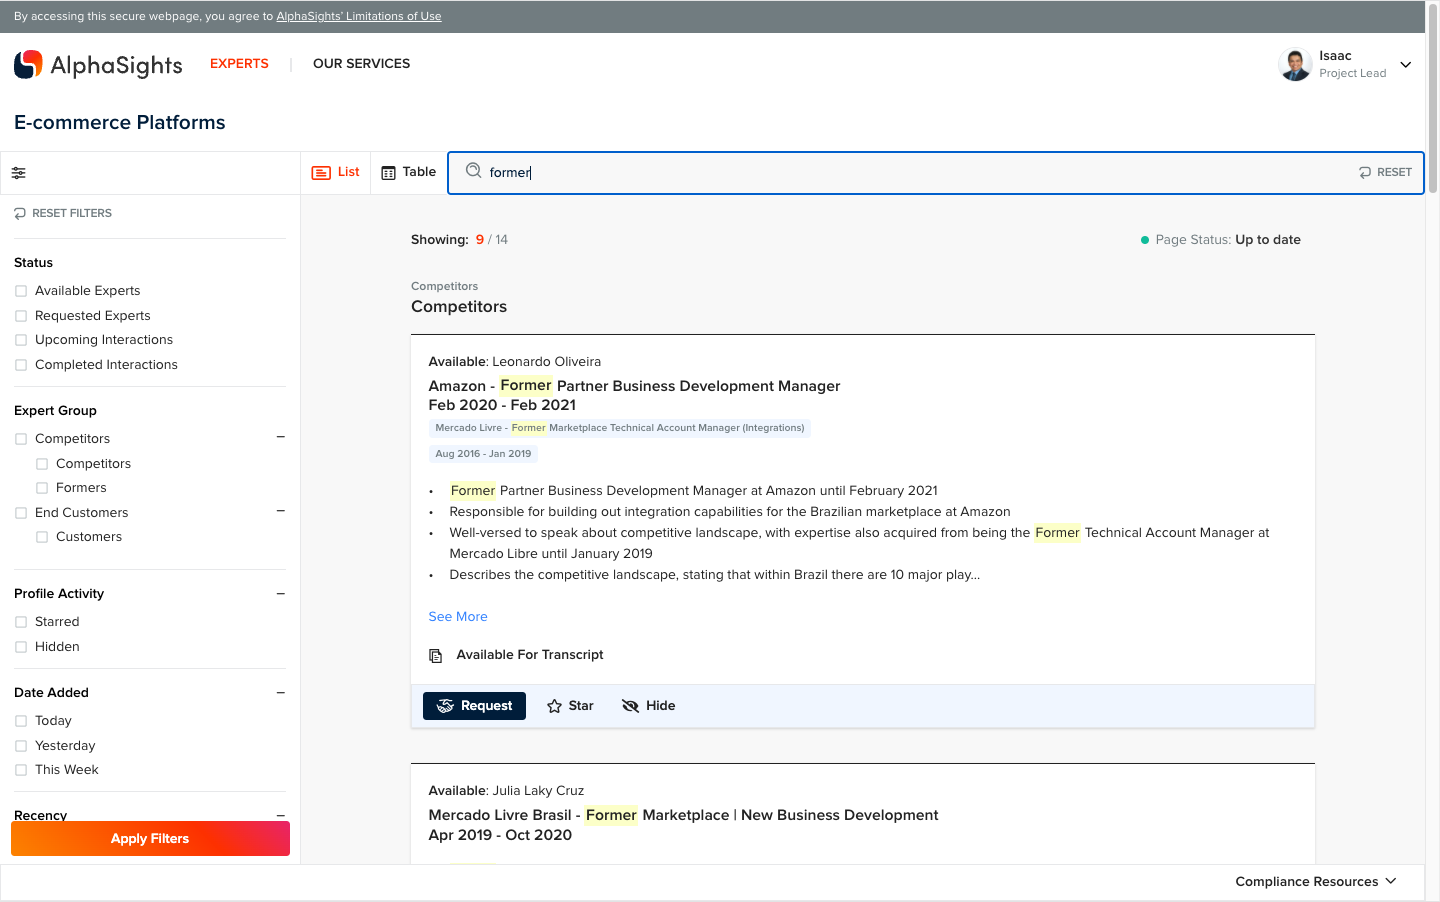 By accessing this secure webpage, you agree to AlphaSights' Limitations of Use
AlphaSights
EXPERTS
OUR SERVICES
Isaac
Project Lead
E-commerce Platforms
List
Table
former
RESET
RESET FILTERS
Status
Available Experts
Requested Experts
Upcoming Interactions
Completed Interactions
Expert Group
Competitors
Competitors
Formers
End Customers
Customers
Profile Activity
Starred
Hidden
Date Added
Today
Yesterday
This Week
Recency
Apply Filters
Showing: 9 / 14
Page Status: Up to date
Competitors
Competitors
Available: Leonardo Oliveira
Amazon - Former Partner Business Development Manager
Feb 2020 - Feb 2021
Mercado Livre - Former Marketplace Technical Account Manager (Integrations)
Aug 2016 - Jan 2019
• Former Partner Business Development Manager at Amazon until February 2021
• Responsible for building out integration capabilities for the Brazilian marketplace at Amazon
• Well-versed to speak about competitive landscape, with expertise also acquired from being the Former Technical Account Manager at
Mercado Libre until January 2019
• Describes the competitive landscape, stating that within Brazil there are 10 major play...
See More
Available For Transcript
Request
Star
Hide
Available: Julia Laky Cruz
Mercado Livre Brasil - Former Marketplace | New Business Development
Apr 2019 - Oct 2020
Compliance Resources